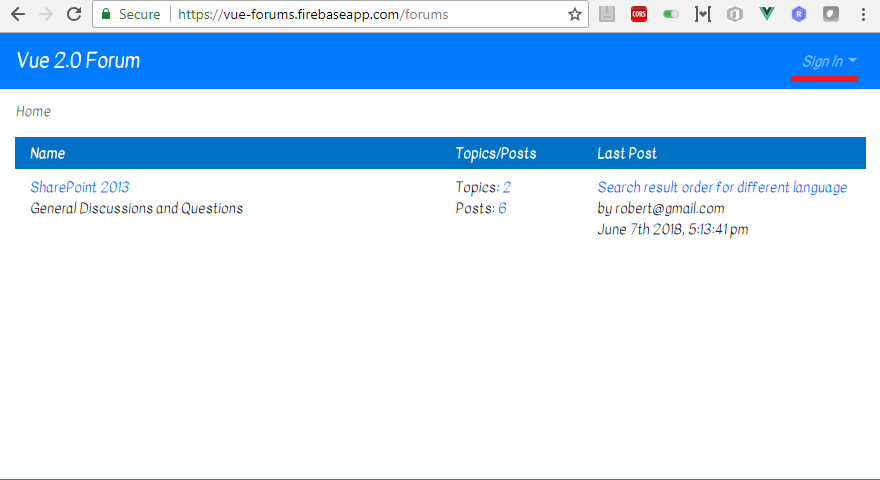 Secure | https://vue-forums.firebaseapp.com/forums
CORS
R
Vue 2.0 Forum
Sign In
Home
Name Topics/Posts Last Post
SharePoint 2013 Topics: 2 Search result order for different language
General Discussions and Questions Posts: 6 by robert@gmail.com
June 7th 2018, 5:13:41 pm